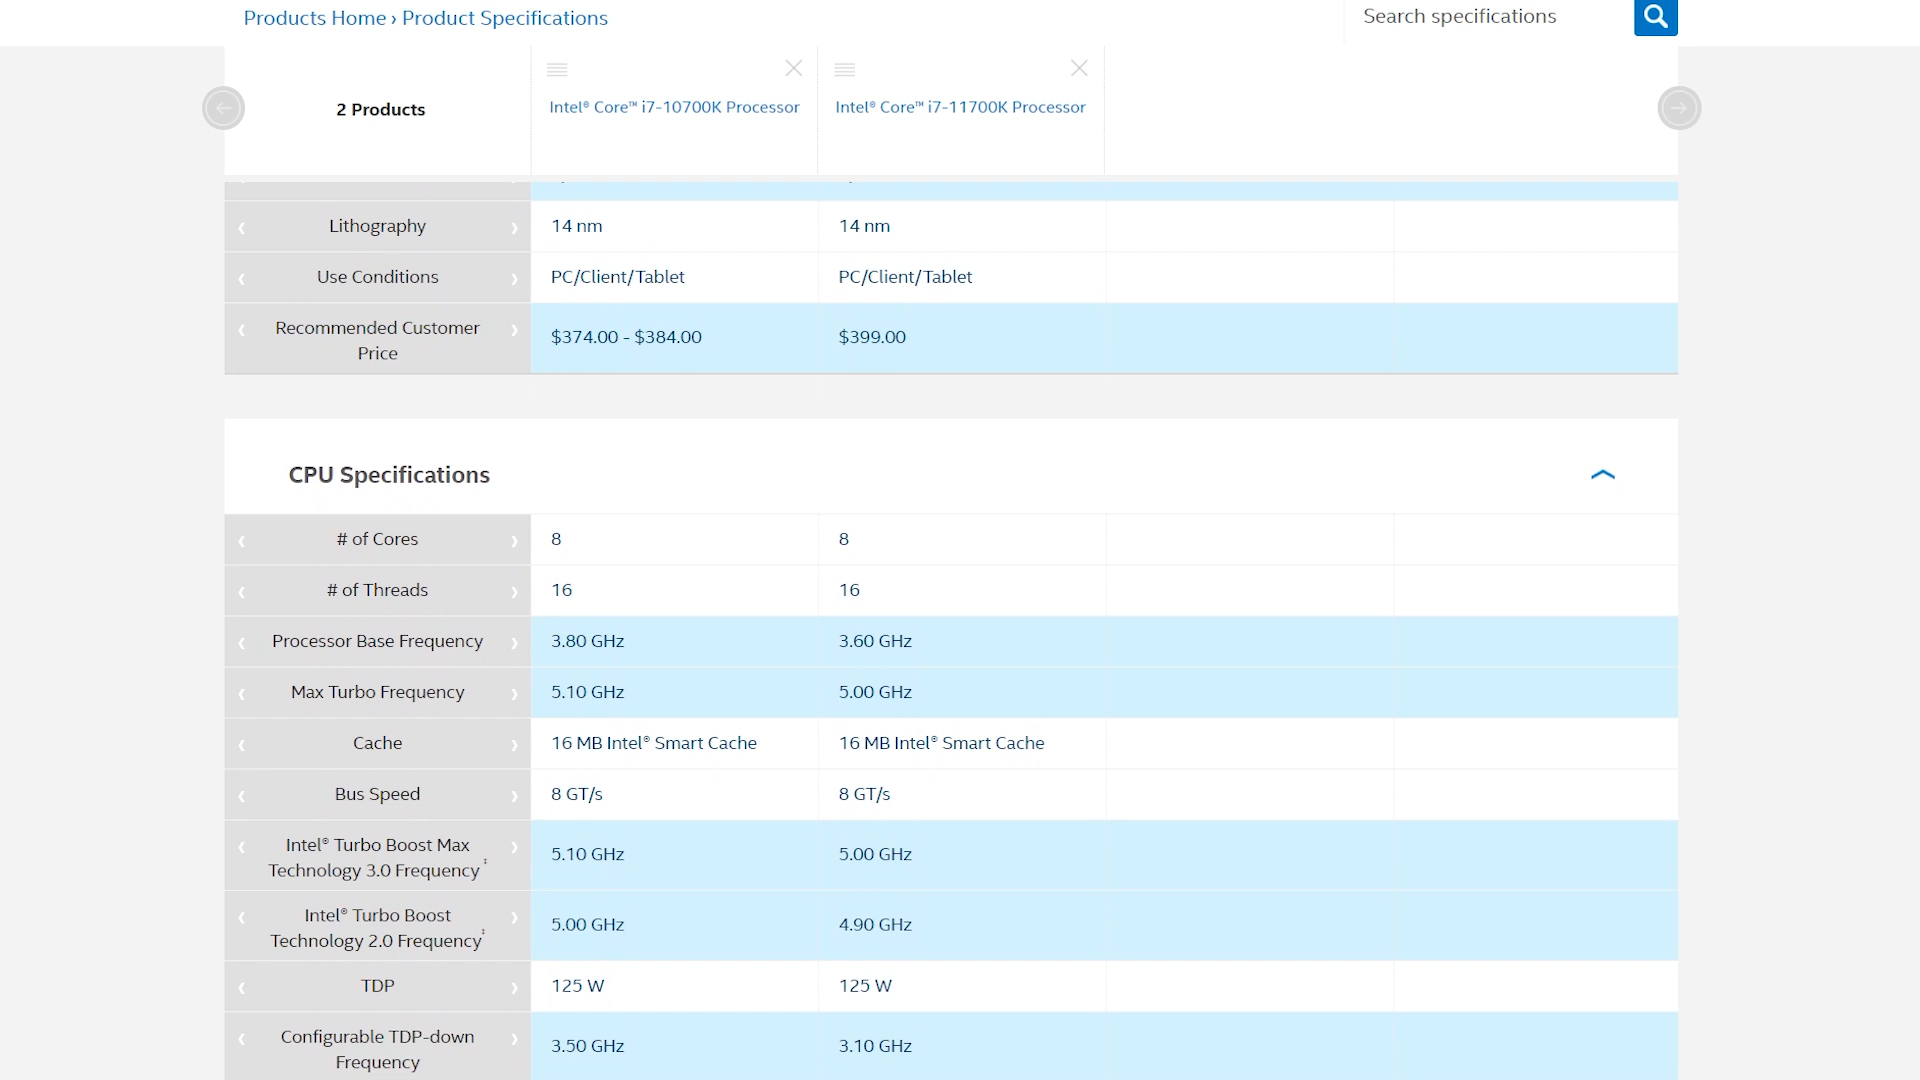 Products Home › Product Specifications
Search specifications
2 Products
Intel® Core™ i7-10700K Processor
Intel® Core™ i7-11700K Processor
Lithography 14 nm 14 nm
Use Conditions PC/Client/Tablet PC/Client/Tablet
Recommended Customer
Price
$374.00 - $384.00 $399.00
CPU Specifications
# of Cores 8 8
# of Threads 16 16
Processor Base Frequency 3.80 GHz 3.60 GHz
Max Turbo Frequency 5.10 GHz 5.00 GHz
Cache 16 MB Intel® Smart Cache 16 MB Intel® Smart Cache
Bus Speed 8 GT/s 8 GT/s
Intel® Turbo Boost Max
Technology 3.0 Frequency ‡
5.10 GHz 5.00 GHz
Intel® Turbo Boost
Technology 2.0 Frequency‡
5.00 GHz 4.90 GHz
TDP 125 W 125 W
Configurable TDP-down
Frequency
3.50 GHz 3.10 GHz